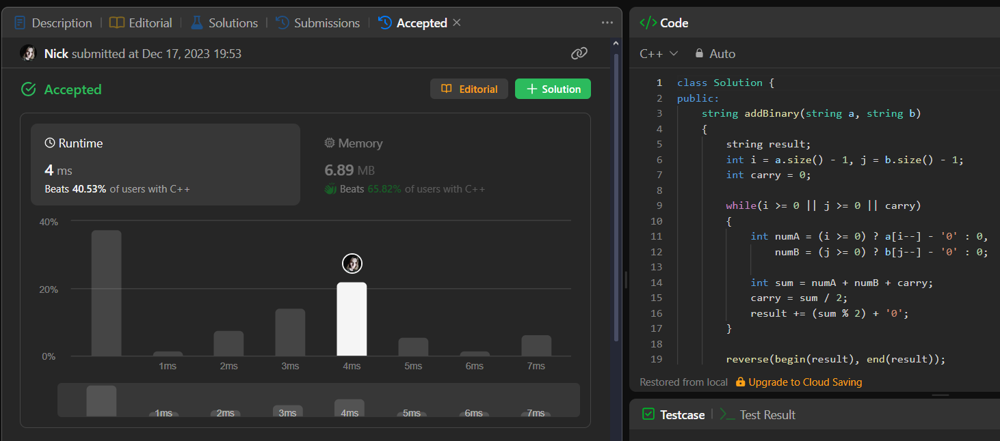 Description | Editorial | Solutions | Submissions | Accepted ×
Nick submitted at Dec 17, 2023 19:53
Accepted
Editorial
+ Solution
Runtime
4 ms
Beats 40.53% of users with C++
Memory
6.89 MB
Beats 65.82% of users with C++
40%
20%
0%
1ms 2ms 3ms 4ms 5ms 6ms 7ms
1ms 2ms 3ms 4ms 5ms 6ms 7ms
</> Code
C++ Auto
1 class Solution {
2 public:
3     string addBinary(string a, string b)
4     {
5         string result;
6         int i = a.size() - 1, j = b.size() - 1;
7         int carry = 0;
8
9         while(i >= 0 || j >= 0 || carry)
10         {
11             int numA = (i >= 0) ? a[i--] - '0' : 0,
12                 numB = (j >= 0) ? b[j--] - '0' : 0;
13
14             int sum = numA + numB + carry;
15             carry = sum / 2;
16             result += (sum % 2) + '0';
17         }
18
19         reverse(begin(result), end(result));
Restored from local Upgrade to Cloud Saving
Testcase | >_ Test Result